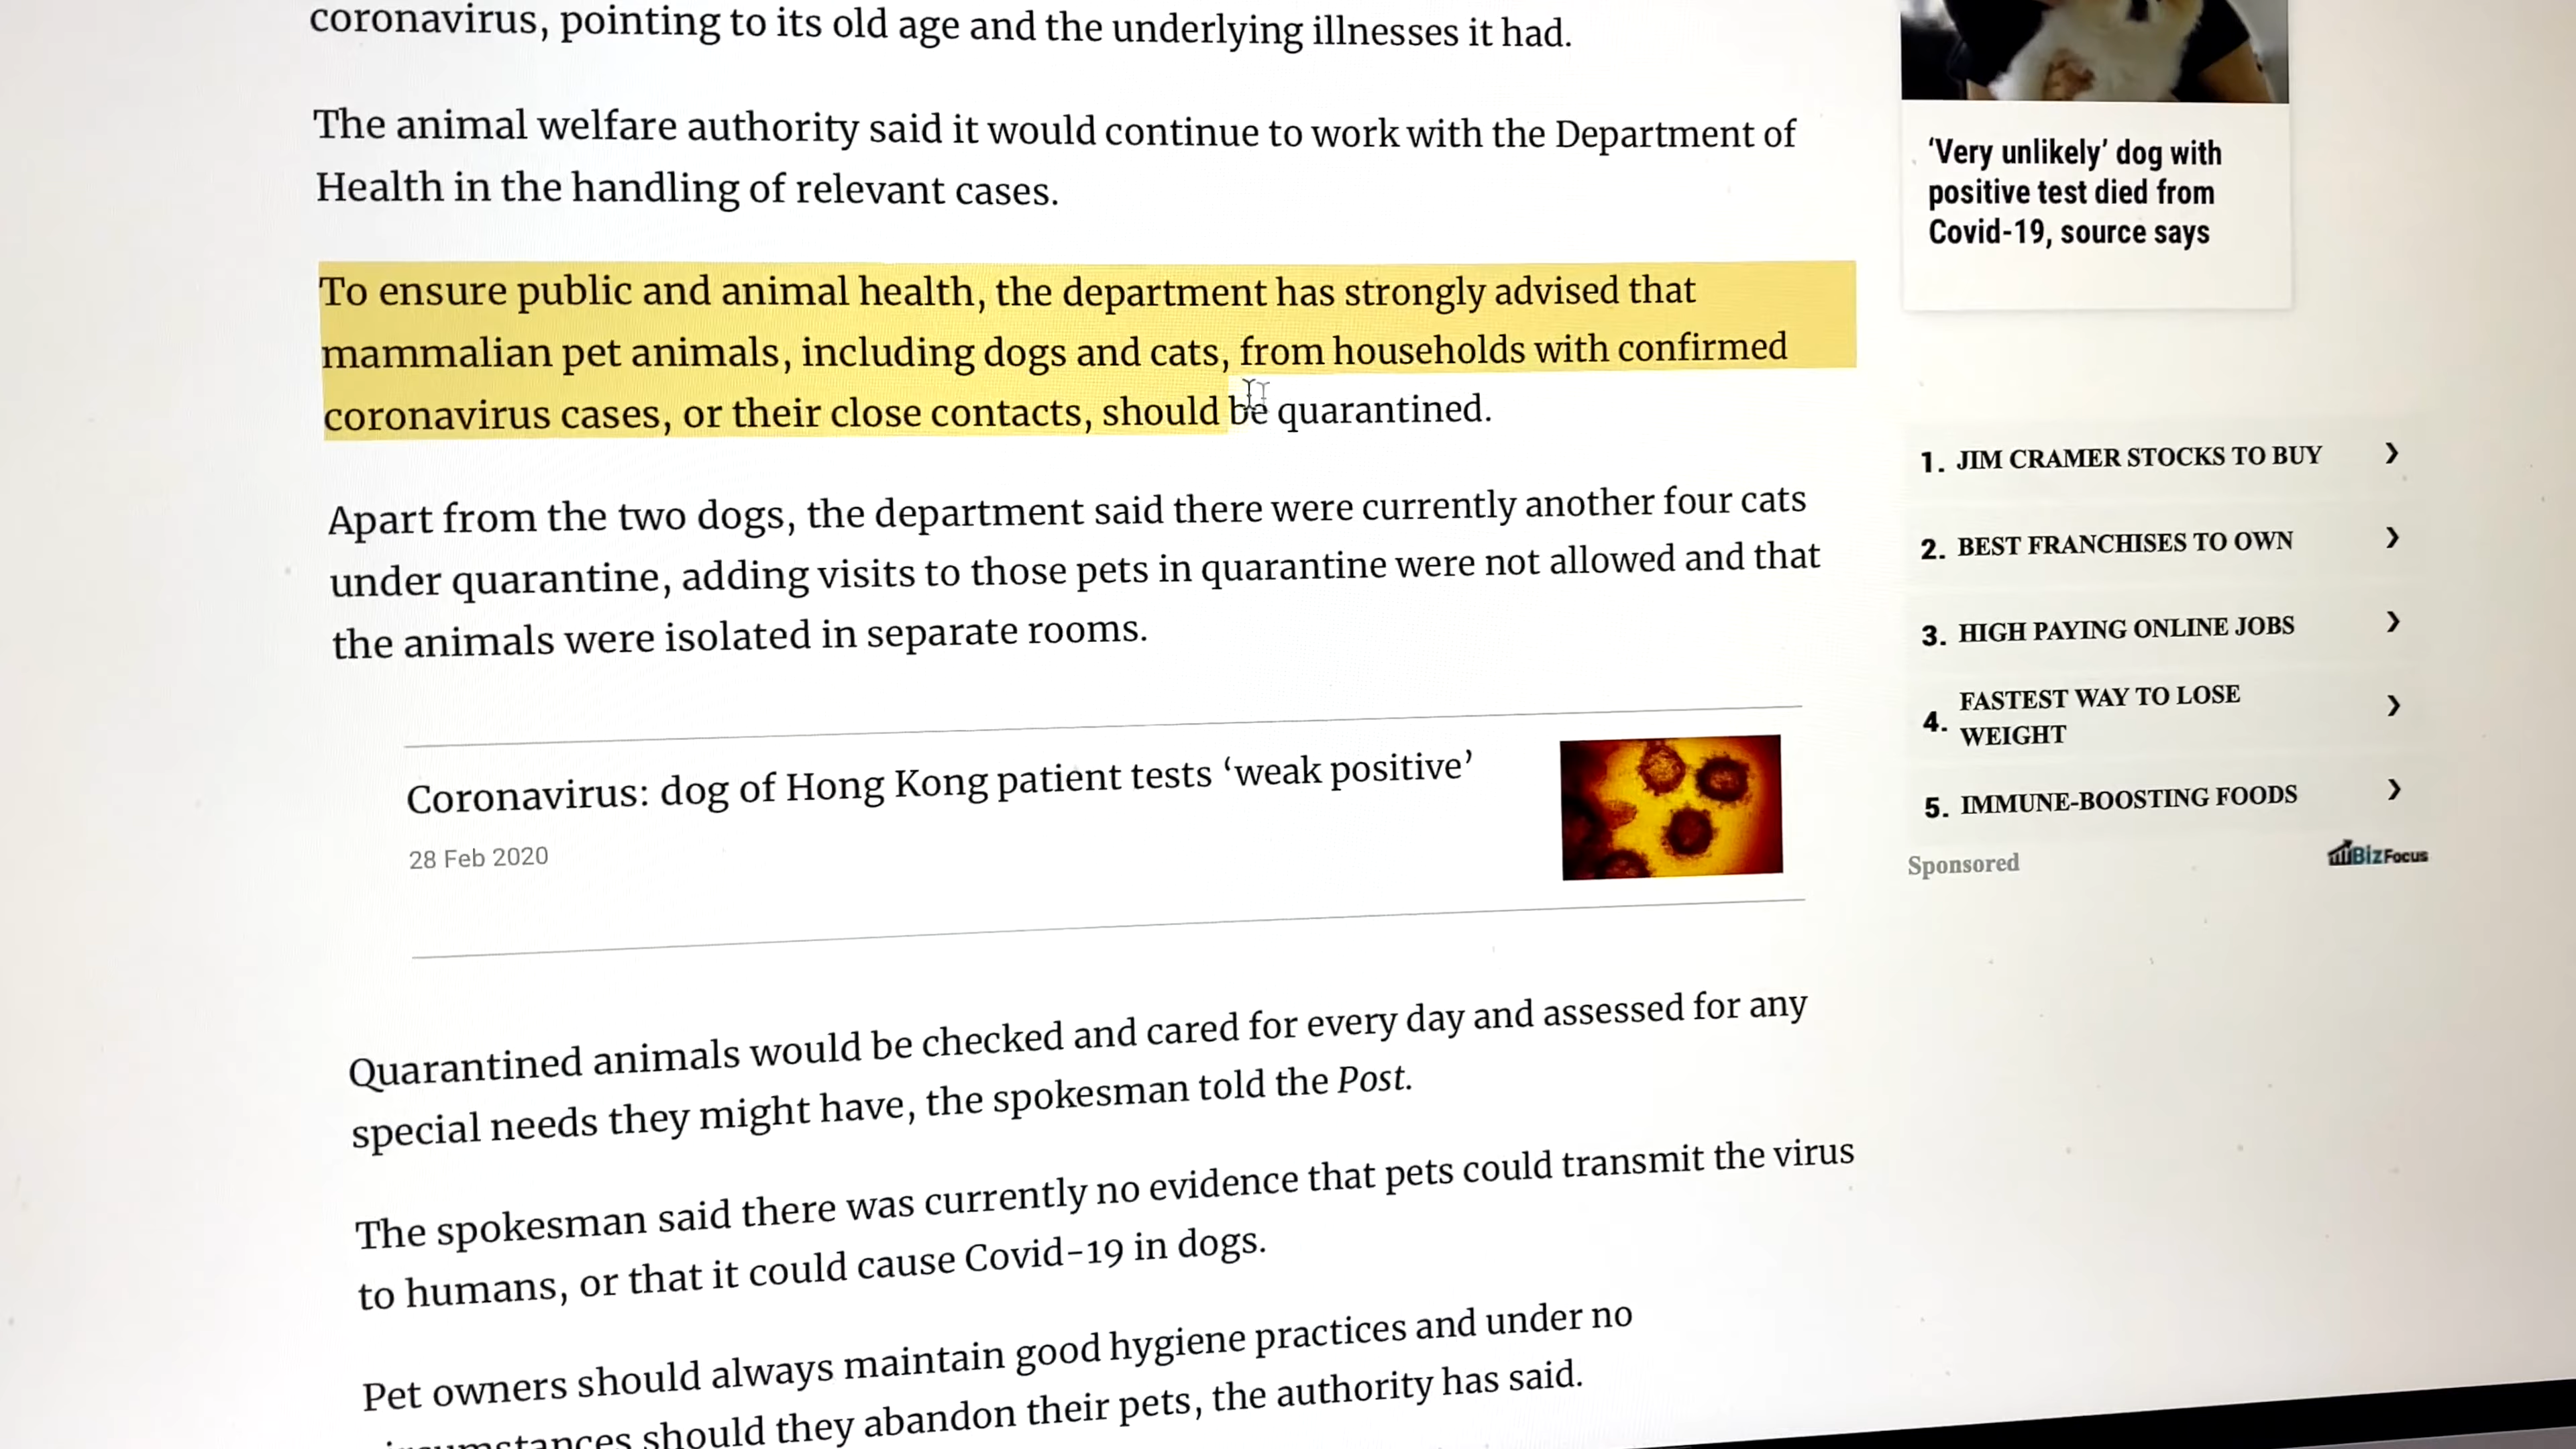 coronavirus, pointing to its old age and the underlying illnesses it had.
The animal welfare authority said it would continue to work with the Department of
Health in the handling of relevant cases.
To ensure public and animal health, the department has strongly advised that
mammalian pet animals, including dogs and cats, from households with confirmed
coronavirus cases, or their close contacts, should be quarantined.
Apart from the two dogs, the department said there were currently another four cats
under quarantine, adding visits to those pets in quarantine were not allowed and that
the animals were isolated in separate rooms.
Coronavirus: dog of Hong Kong patient tests ‘weak positive’
28 Feb 2020
Quarantined animals would be checked and cared for every day and assessed for any
special needs they might have, the spokesman told the Post.
The spokesman said there was currently no evidence that pets could transmit the virus
to humans, or that it could cause Covid-19 in dogs.
Pet owners should always maintain good hygiene practices and under no
circumstances should they abandon their pets, the authority has said.
‘Very unlikely’ dog with
positive test died from
Covid-19, source says
1. JIM CRAMER STOCKS TO BUY
2. BEST FRANCHISES TO OWN
3. HIGH PAYING ONLINE JOBS
4. FASTEST WAY TO LOSE
WEIGHT
5. IMMUNE-BOOSTING FOODS
Sponsored
BIZFOCUS